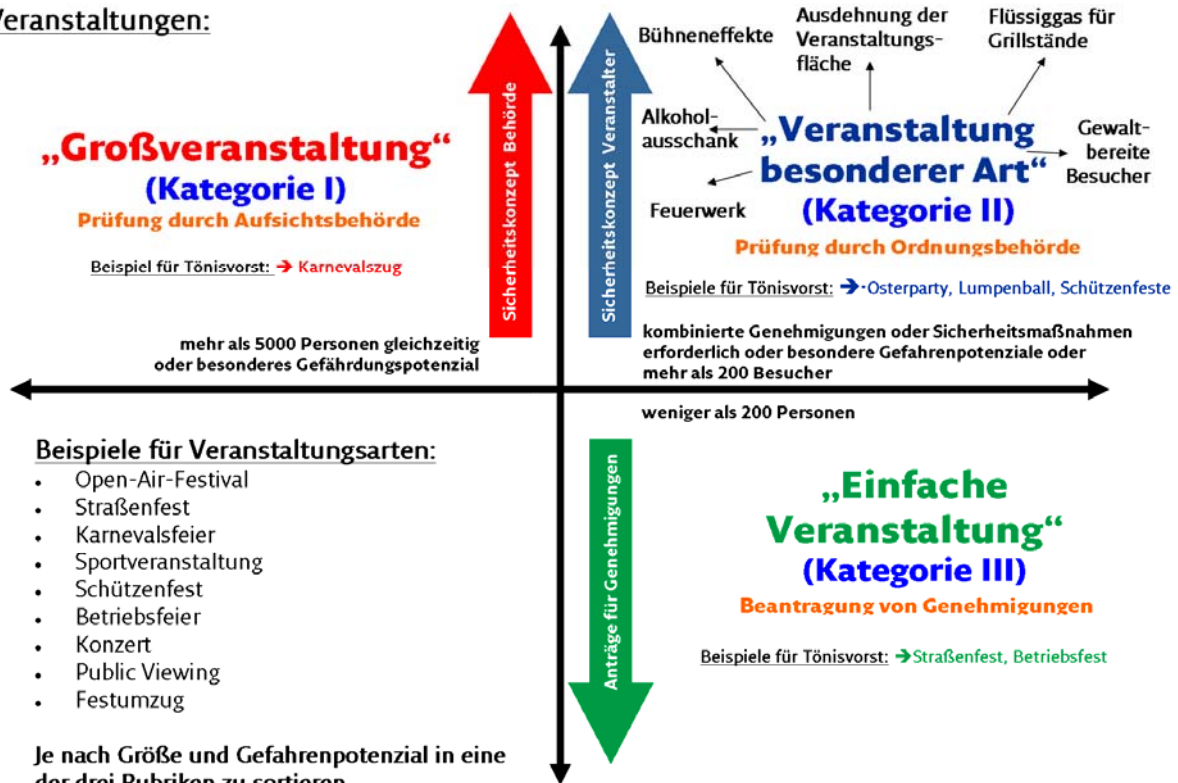 Veranstaltungen:
„Großveranstaltung“
(Kategorie I)
Prüfung durch Aufsichtsbehörde
Beispiel für Tönisvorst: ➔ Karnevalszug
mehr als 5000 Personen gleichzeitig
oder besonderes Gefährdungspotenzial
Sicherheitskonzept Behörde
Sicherheitskonzept Veranstalter
Bühneneffekte
Ausdehnung der
Veranstaltungs-
fläche
Flüssiggas für
Grillstände
Alkohol-
ausschank
Gewalt-
bereite
Besucher
Feuerwerk
„Veranstaltung
besonderer Art“
(Kategorie II)
Prüfung durch Ordnungsbehörde
Beispiele für Tönisvorst: ➔·Osterparty, Lumpenball, Schützenfeste
kombinierte Genehmigungen oder Sicherheitsmaßnahmen
erforderlich oder besondere Gefahrenpotenziale oder
mehr als 200 Besucher
weniger als 200 Personen
Beispiele für Veranstaltungsarten:
• Open-Air-Festival
• Straßenfest
• Karnevalsfeier
• Sportveranstaltung
• Schützenfest
• Betriebsfeier
• Konzert
• Public Viewing
• Festumzug
Je nach Größe und Gefahrenpotenzial in eine
der drei Rubriken zu sortieren
Anträge für Genehmigungen
„Einfache
Veranstaltung“
(Kategorie III)
Beantragung von Genehmigungen
Beispiele für Tönisvorst: ➔Straßenfest, Betriebsfest